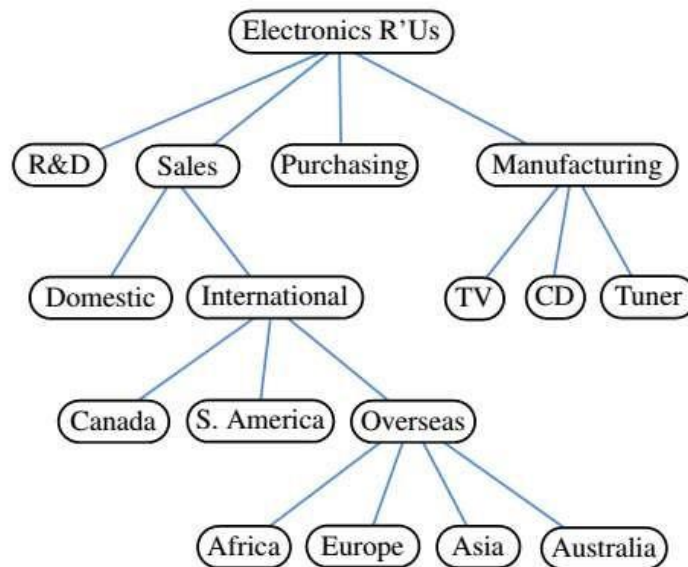 Electronics R'Us
R&D Sales Purchasing Manufacturing
Domestic International TV CD Tuner
Canada S. America Overseas
Africa Europe Asia Australia